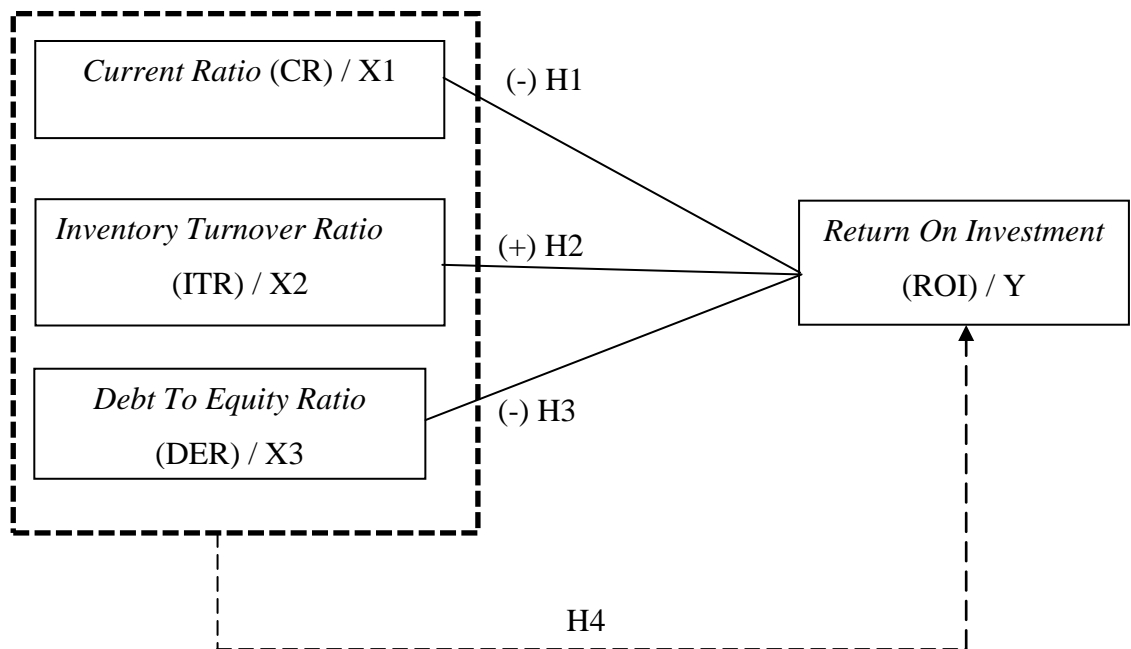 Current Ratio (CR) / X1
(-) H1
Inventory Turnover Ratio
(ITR) / X2
(+) H2
Return On Investment
(ROI) / Y
Debt To Equity Ratio
(DER) / X3
(-) H3
H4